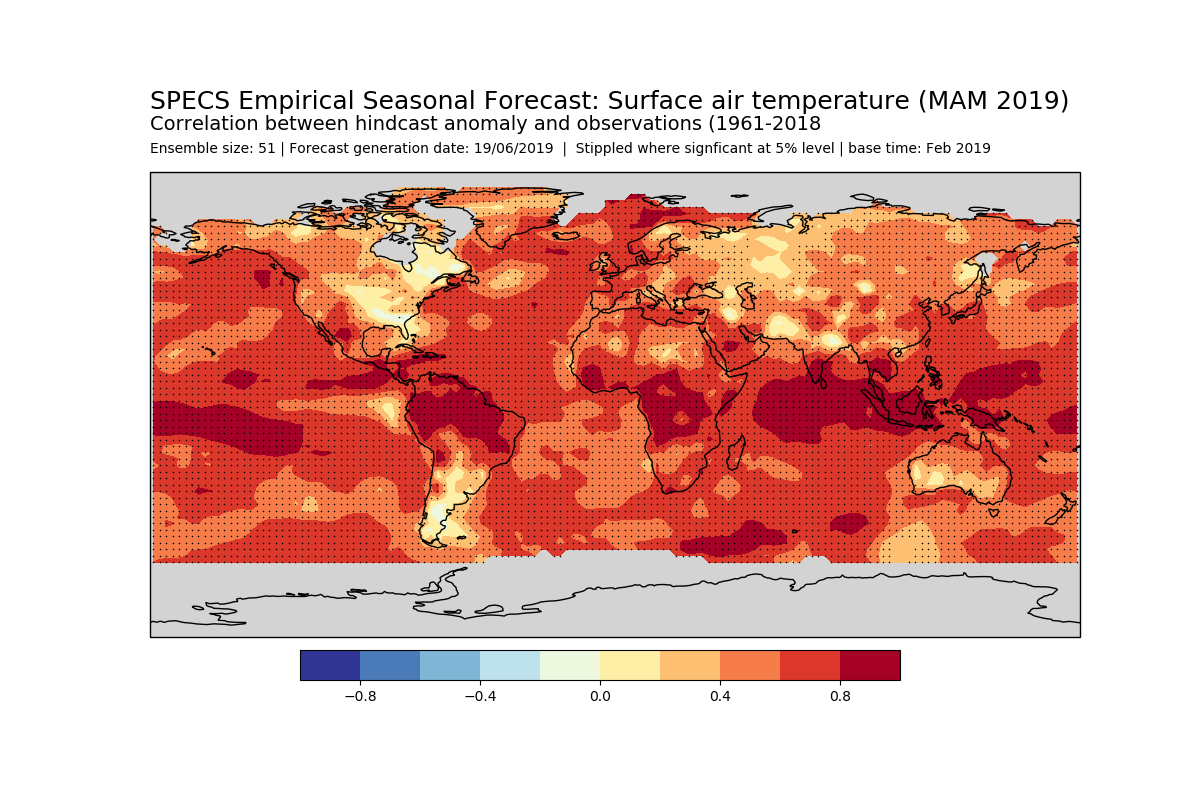 SPECS Empirical Seasonal Forecast: Surface air temperature (MAM 2019)
Correlation between hindcast anomaly and observations (1961-2018
Ensemble size: 51 | Forecast generation date: 19/06/2019  |  Stippled where signficant at 5% level | base time: Feb 2019
−0.8 −0.4 0.0 0.4 0.8